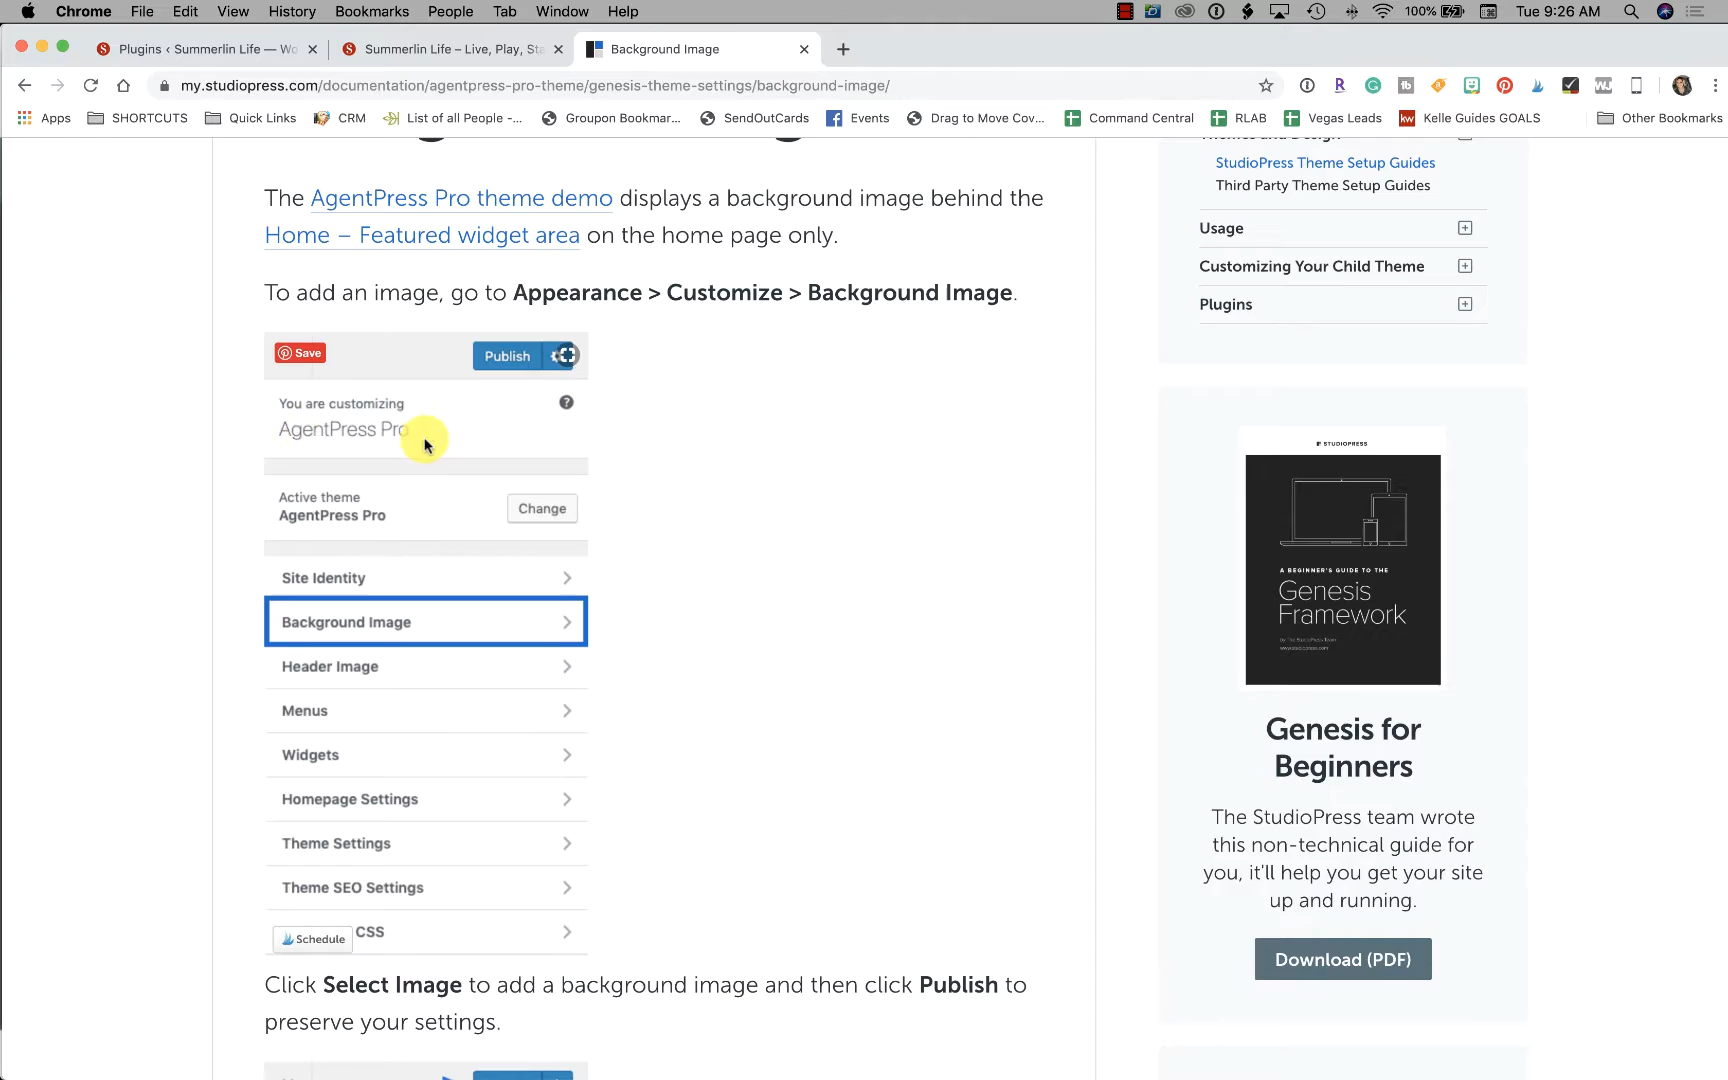 Chrome File Edit View History Bookmarks People Tab Window Help
100% Tue 9:26 AM
Plugins ‹ Summerlin Life — Wo
Summerlin Life – Live, Play, Sta
Background Image
my.studiopress.com/documentation/agentpress-pro-theme/genesis-theme-settings/background-image/
Apps SHORTCUTS Quick Links CRM List of all People -... Groupon Bookmar... SendOutCards Events Drag to Move Cov... Command Central RLAB Vegas Leads kw Kelle Guides GOALS Other Bookmarks
The AgentPress Pro theme demo displays a background image behind the
Home – Featured widget area on the home page only.
To add an image, go to Appearance > Customize > Background Image.
Save
Publish
You are customizing
AgentPress Pro
Active theme
AgentPress Pro
Change
Site Identity
Background Image
Header Image
Menus
Widgets
Homepage Settings
Theme Settings
Theme SEO Settings
Schedule CSS
Click Select Image to add a background image and then click Publish to
preserve your settings.
StudioPress Theme Setup Guides
Third Party Theme Setup Guides
Usage
Customizing Your Child Theme
Plugins
STUDIOPRESS
A BEGINNER'S GUIDE TO THE
Genesis
Framework
by The StudioPress Team
www.studiopress.com
Genesis for
Beginners
The StudioPress team wrote
this non-technical guide for
you, it'll help you get your site
up and running.
Download (PDF)